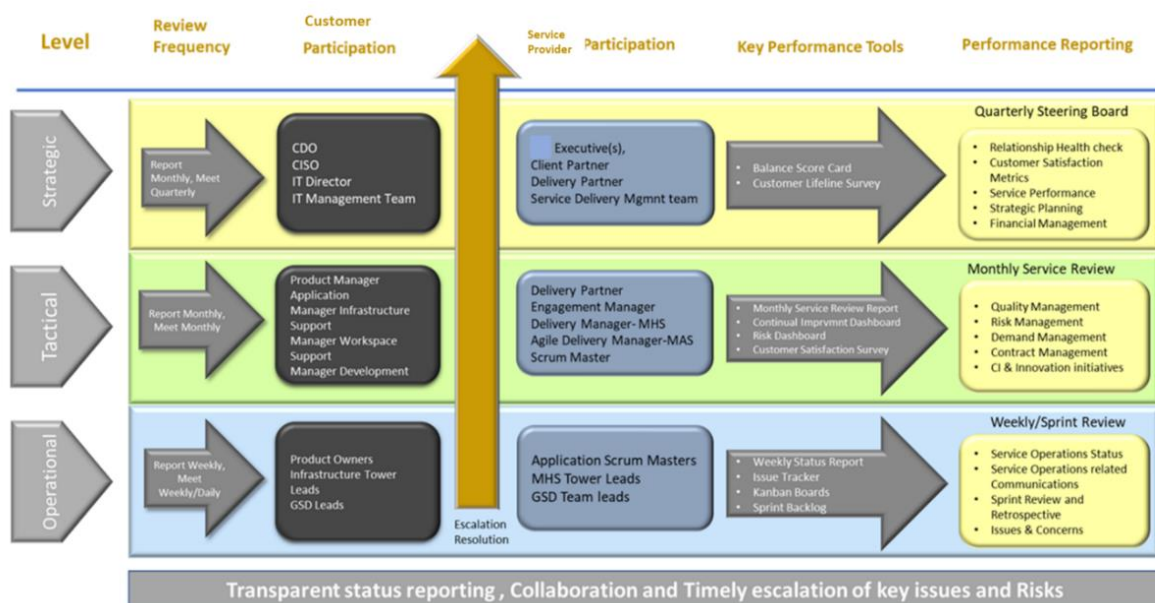 Level
Review
Frequency
Customer
Participation
Service
Provider
Participation
Key Performance Tools
Performance Reporting
Strategic
Report
Monthly, Meet
Quarterly
CDO
CISO
IT Director
IT Management Team
Executive(s),
Client Partner
Delivery Partner
Service Delivery Mgmnt team
• Balance Score Card
• Customer Lifeline Survey
Quarterly Steering Board
• Relationship Health check
• Customer Satisfaction
Metrics
• Service Performance
• Strategic Planning
• Financial Management
Tactical
Report Monthly,
Meet Monthly
Product Manager
Application
Manager Infrastructure
Support
Manager Workspace
Support
Manager Development
Delivery Partner
Engagement Manager
Delivery Manager- MHS
Agile Delivery Manager-MAS
Scrum Master
• Monthly Service Review Report
• Continual Imprvmnt Dashboard
• Risk Dashboard
• Customer Satisfaction Survey
Monthly Service Review
• Quality Management
• Risk Management
• Demand Management
• Contract Management
• CI & Innovation initiatives
Operational
Report Weekly,
Meet
Weekly/Daily
Product Owners
Infrastructure Tower
Leads
GSD Leads
Escalation
Resolution
Application Scrum Masters
MHS Tower Leads
GSD Team leads
• Weekly Status Report
• Issue Tracker
• Kanban Boards
• Sprint Backlog
Weekly/Sprint Review
• Service Operations Status
• Service Operations related
Communications
• Sprint Review and
Retrospective
• Issues & Concerns
Transparent status reporting , Collaboration and Timely escalation of key issues and Risks